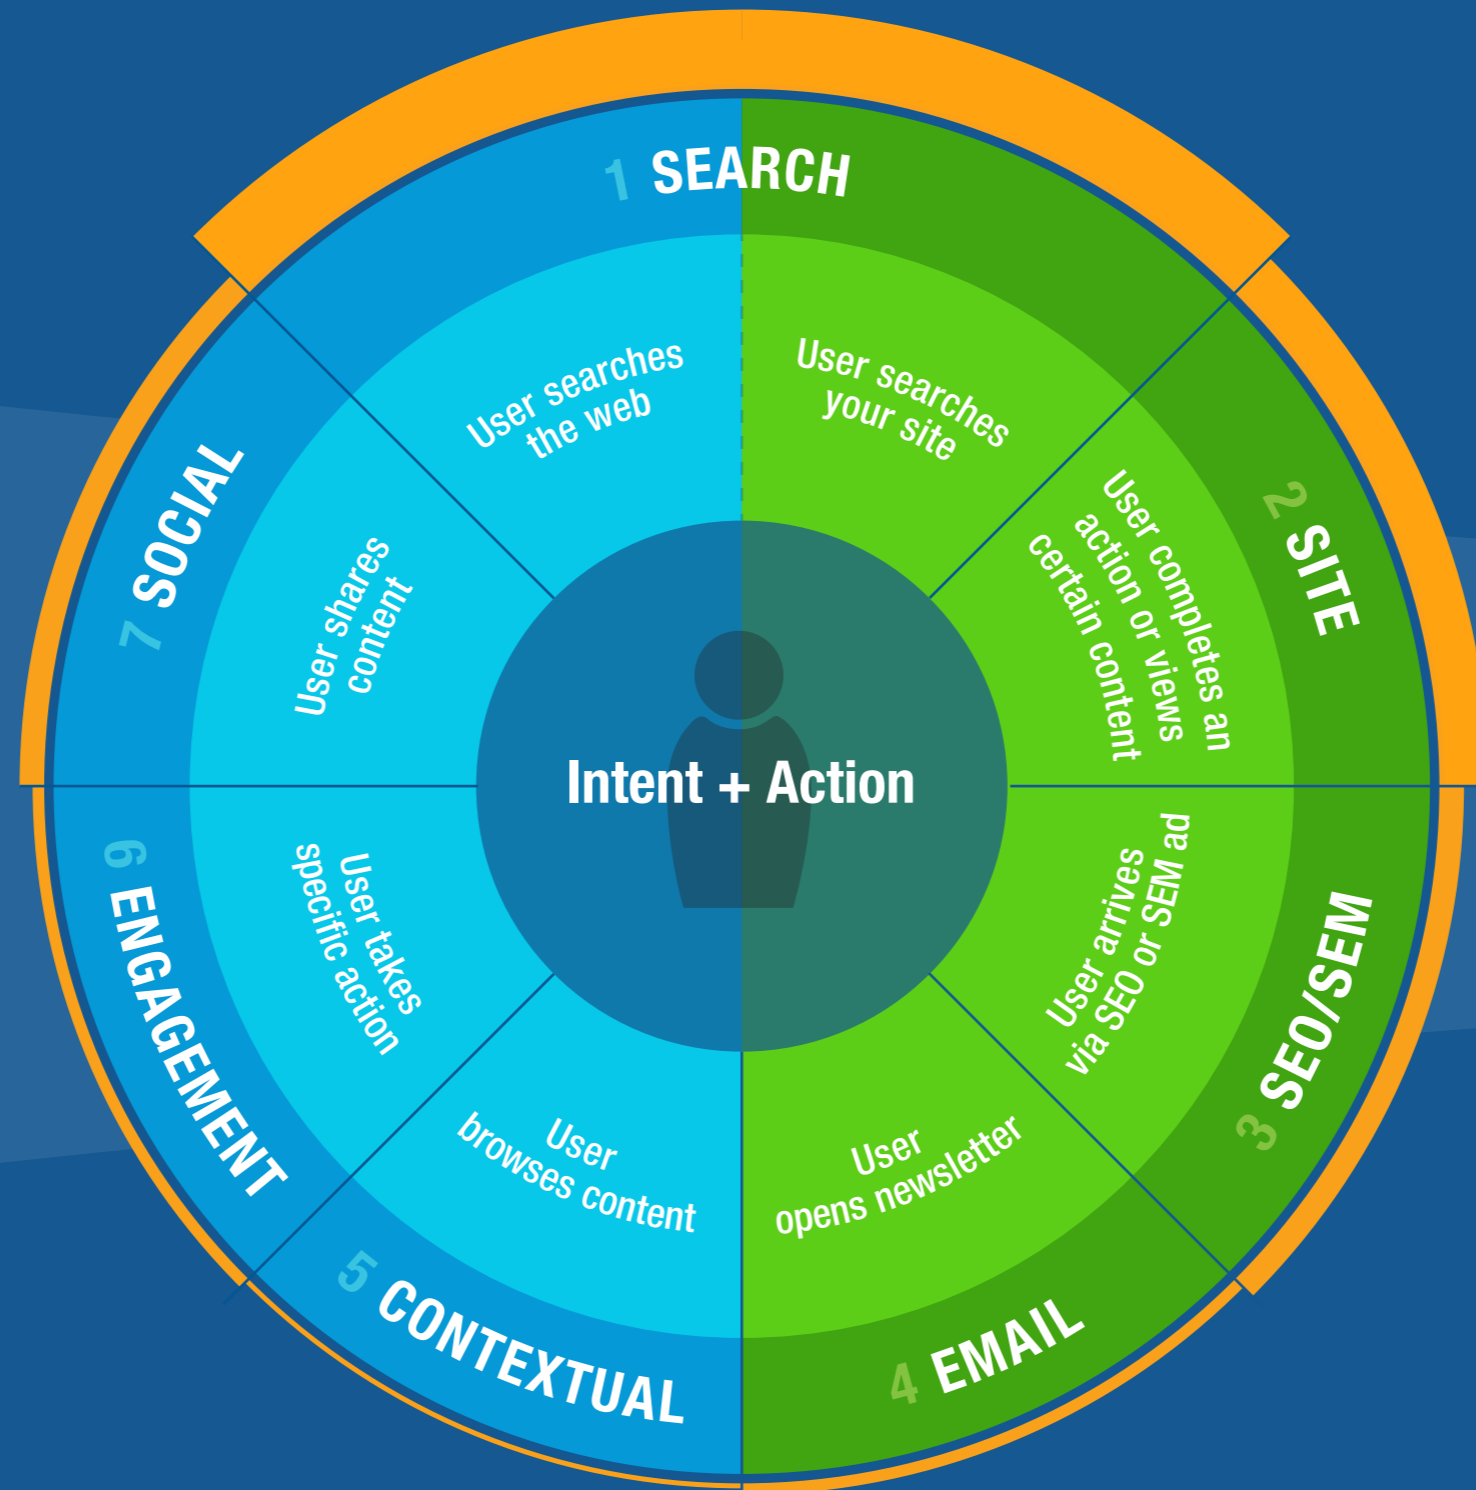 1 SEARCH
User searches
the web
User searches
your site
2 SITE
User completes an
action or views
certain content
3 SEO/SEM
User arrives
via SEO or SEM ad
4 EMAIL
User
opens newsletter
5 CONTEXTUAL
User
browses content
6 ENGAGEMENT
User takes
specific action
7 SOCIAL
User shares
content
Intent + Action